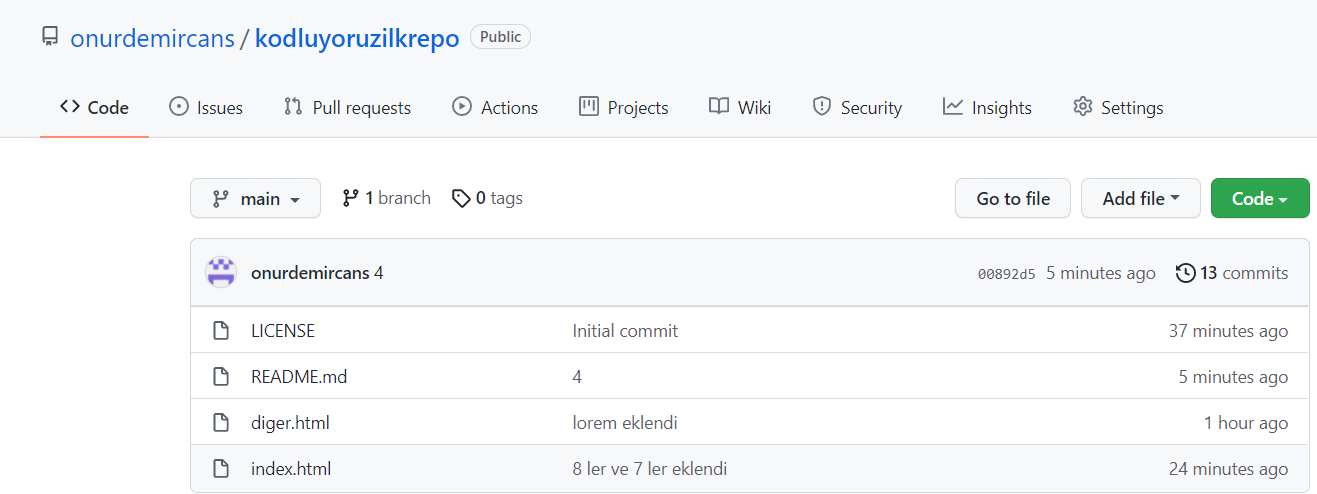 onurdemircans / kodluyoruzilkrepo Public
Code Issues Pull requests Actions Projects Wiki Security Insights Settings
main 1 branch 0 tags Go to file Add file Code
onurdemircans 4 00892d5 5 minutes ago 13 commits
LICENSE Initial commit 37 minutes ago
README.md 4 5 minutes ago
diger.html lorem eklendi 1 hour ago
index.html 8 ler ve 7 ler eklendi 24 minutes ago